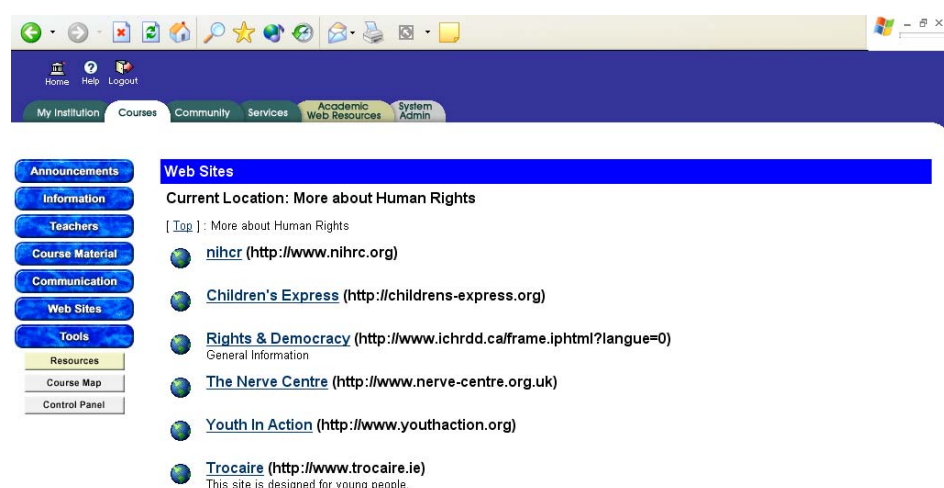 Home Help Logout
My Institution Courses Community Services Academic Web Resources System Admin
Announcements
Information
Teachers
Course Material
Communication
Web Sites
Tools
Resources
Course Map
Control Panel
Web Sites
Current Location: More about Human Rights
[ Top ] : More about Human Rights
nihcr (http://www.nihrc.org)
Children's Express (http://childrens-express.org)
Rights & Democracy (http://www.ichrdd.ca/frame.iphtml?langue=0)
General Information
The Nerve Centre (http://www.nerve-centre.org.uk)
Youth In Action (http://www.youthaction.org)
Trocaire (http://www.trocaire.ie)
This site is designed for young people.